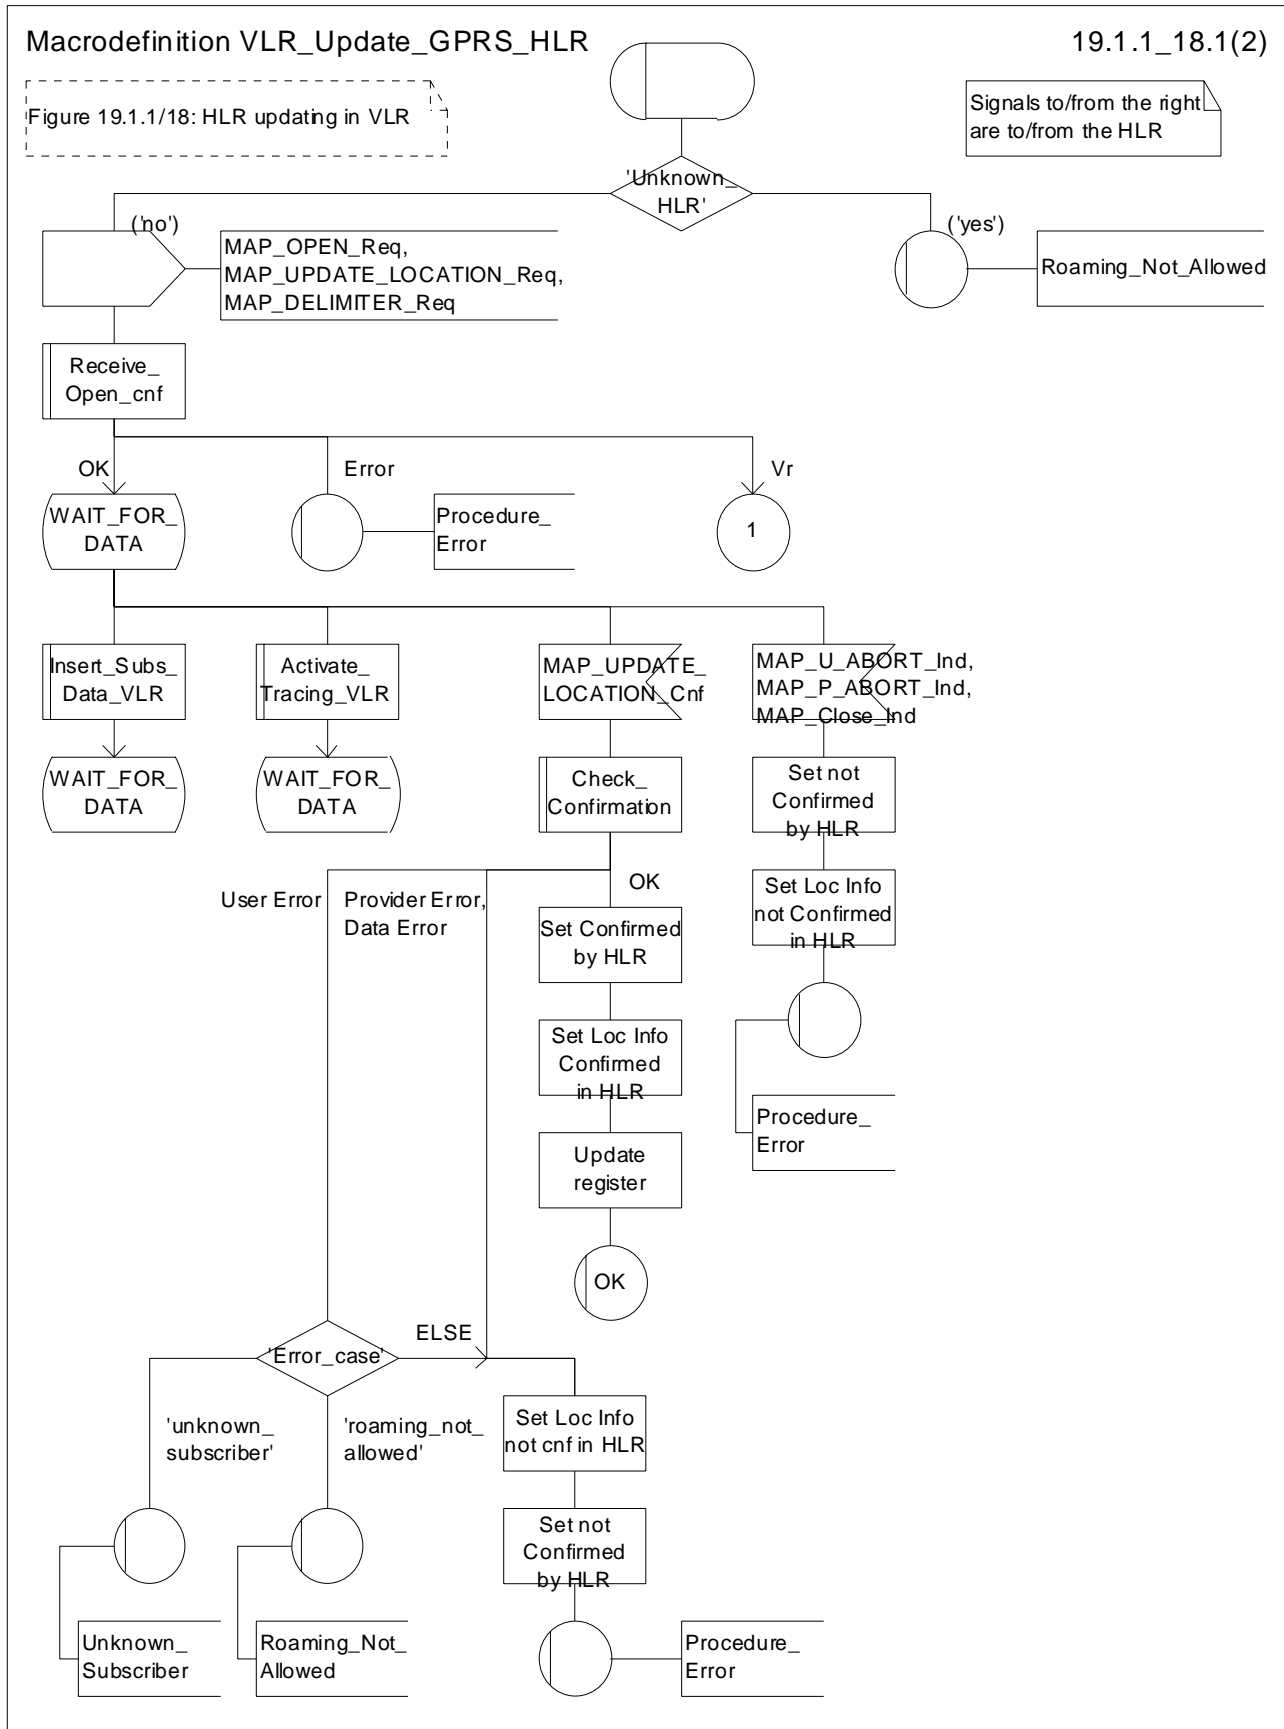 Macrodefinition VLR_Update_GPRS_HLR
19.1.1_18.1(2)
Figure 19.1.1/18: HLR updating in VLR
Signals to/from the right
are to/from the HLR
'Unknown_
HLR'
('no')
('yes')
MAP_OPEN_Req,
MAP_UPDATE_LOCATION_Req,
MAP_DELIMITER_Req
Roaming_Not_Allowed
Receive_
Open_cnf
OK
Error
Vr
WAIT_FOR_
DATA
Procedure_
Error
1
Insert_Subs_
Data_VLR
Activate_
Tracing_VLR
MAP_UPDATE_
LOCATION_Cnf
MAP_U_ABORT_Ind,
MAP_P_ABORT_Ind,
MAP_Close_Ind
WAIT_FOR_
DATA
WAIT_FOR_
DATA
Check_
Confirmation
Set not
Confirmed
by HLR
User Error
Provider Error,
Data Error
OK
Set Loc Info
not Confirmed
in HLR
Set Confirmed
by HLR
Set Loc Info
Confirmed
in HLR
Procedure_
Error
Update
register
OK
'Error_case'
ELSE
'unknown_
subscriber'
'roaming_not_
allowed'
Set Loc Info
not cnf in HLR
Set not
Confirmed
by HLR
Unknown_
Subscriber
Roaming_Not_
Allowed
Procedure_
Error